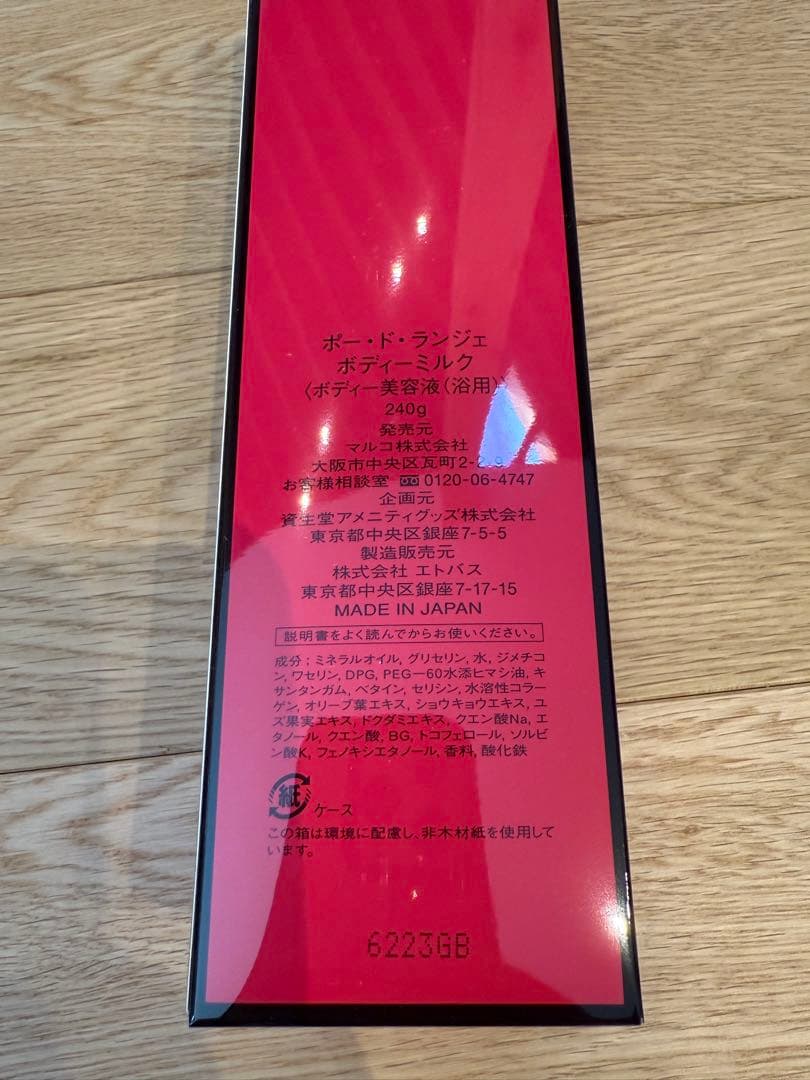 ポー・ド・ランジェ
ボディーミルク
〈ボディー美容液(浴用)〉
240g
発売元
マルコ株式会社
大阪市中央区瓦町2-2-9
お客様相談室 0120-06-4747
企画元
資生堂アメニティグッズ株式会社
東京都中央区銀座7-5-5
製造販売元
株式会社 エトバス
東京都中央区銀座7-17-15
MADE IN JAPAN
説明書をよく読んでからお使いください。
成分；ミネラルオイル, グリセリン, 水, ジメチコ
ン, ワセリン, DPG, PEG－60水添ヒマシ油, キ
サンタンガム, ベタイン, セリシン, 水溶性コラー
ゲン, オリーブ葉エキス, ショウキョウエキス, ユ
ズ果実エキス, ドクダミエキス, クエン酸Na, エ
タノール, クエン酸, BG, トコフェロール, ソルビ
ン酸K, フェノキシエタノール, 香料, 酸化鉄
紙 ケース
この箱は環境に配慮し、非木材紙を使用して
います。
6223GB